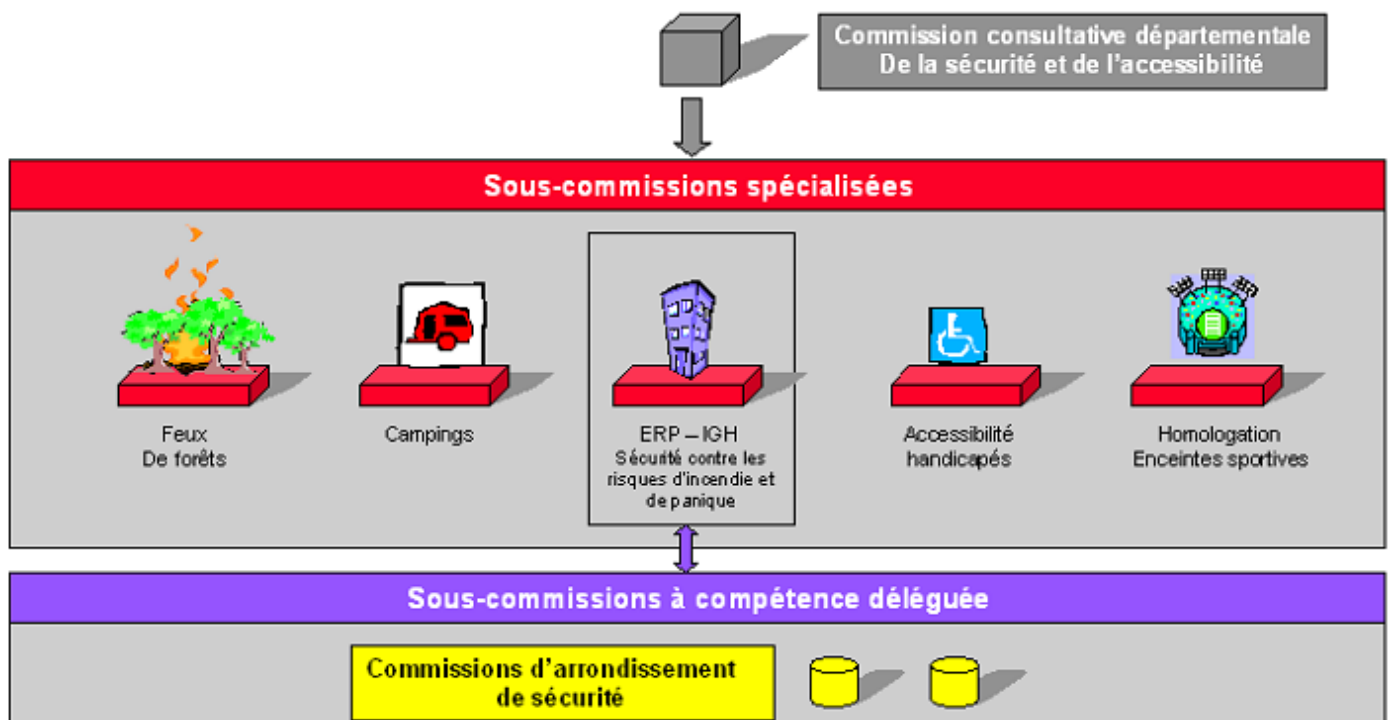 Commission consultative départementale
De la sécurité et de l'accessibilité
Sous-commissions spécialisées
Feux
De forêts
Campings
ERP – IGH
Sécurité contre les
risques d'incendie et
de panique
Accessibilité
handicapés
Homologation
Enceintes sportives
Sous-commissions à compétence déléguée
Commissions d'arrondissement
de sécurité